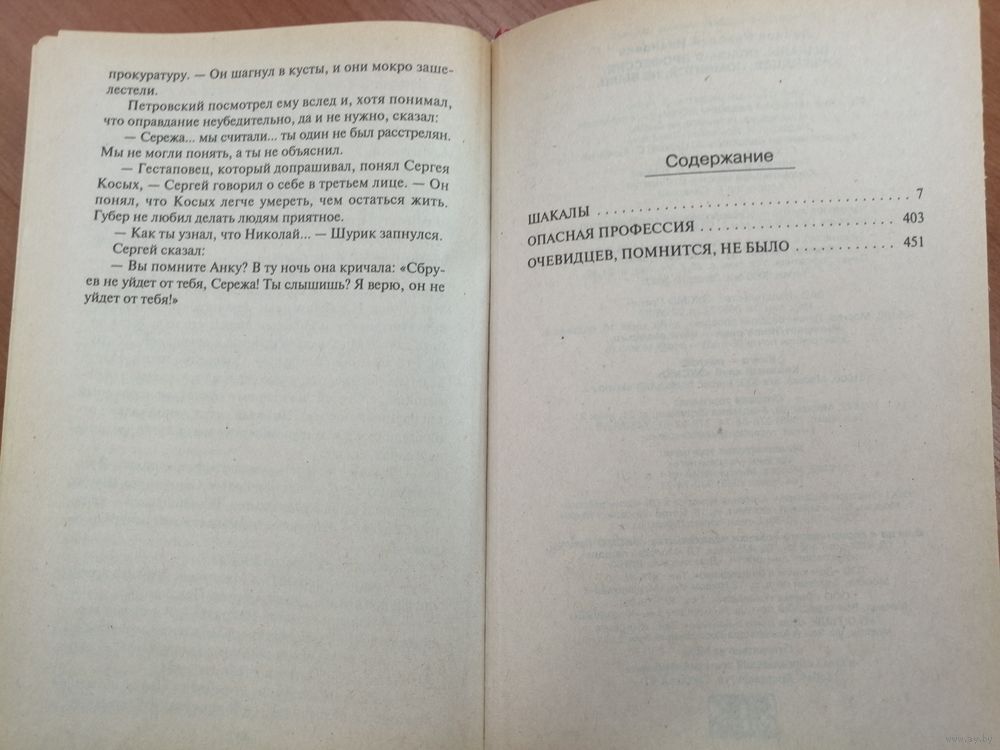 прокуратуру. — Он шагнул в кусты, и они мокро заше-
лестели.
Петровский посмотрел ему вслед и, хотя понимал,
что оправдание неубедительно, да и не нужно, сказал:
— Сережа... мы считали... ты один не был расстрелян.
Мы не могли понять, а ты не объяснил.
— Гестаповец, который допрашивал, понял Сергея
Косых, — Сергей говорил о себе в третьем лице. — Он
понял, что Косых легче умереть, чем остаться жить.
Губер не любил делать людям приятное.
— Как ты узнал, что Николай... — Шурик запнулся.
Сергей сказал:
— Вы помните Анку? В ту ночь она кричала: «Сбру-
ев не уйдет от тебя, Сережа! Ты слышишь? Я верю, он не
уйдет от тебя!»
Содержание
ШАКАЛЫ . . . . . . . . . . . . . . . . . . . . . . . . . . . . . . . . . . . 7
ОПАСНАЯ ПРОФЕССИЯ . . . . . . . . . . . . . . . . . . . . . 403
ОЧЕВИДЦЕВ, ПОМНИТСЯ, НЕ БЫЛО . . . . . . . . . . . 451
www.ay.by